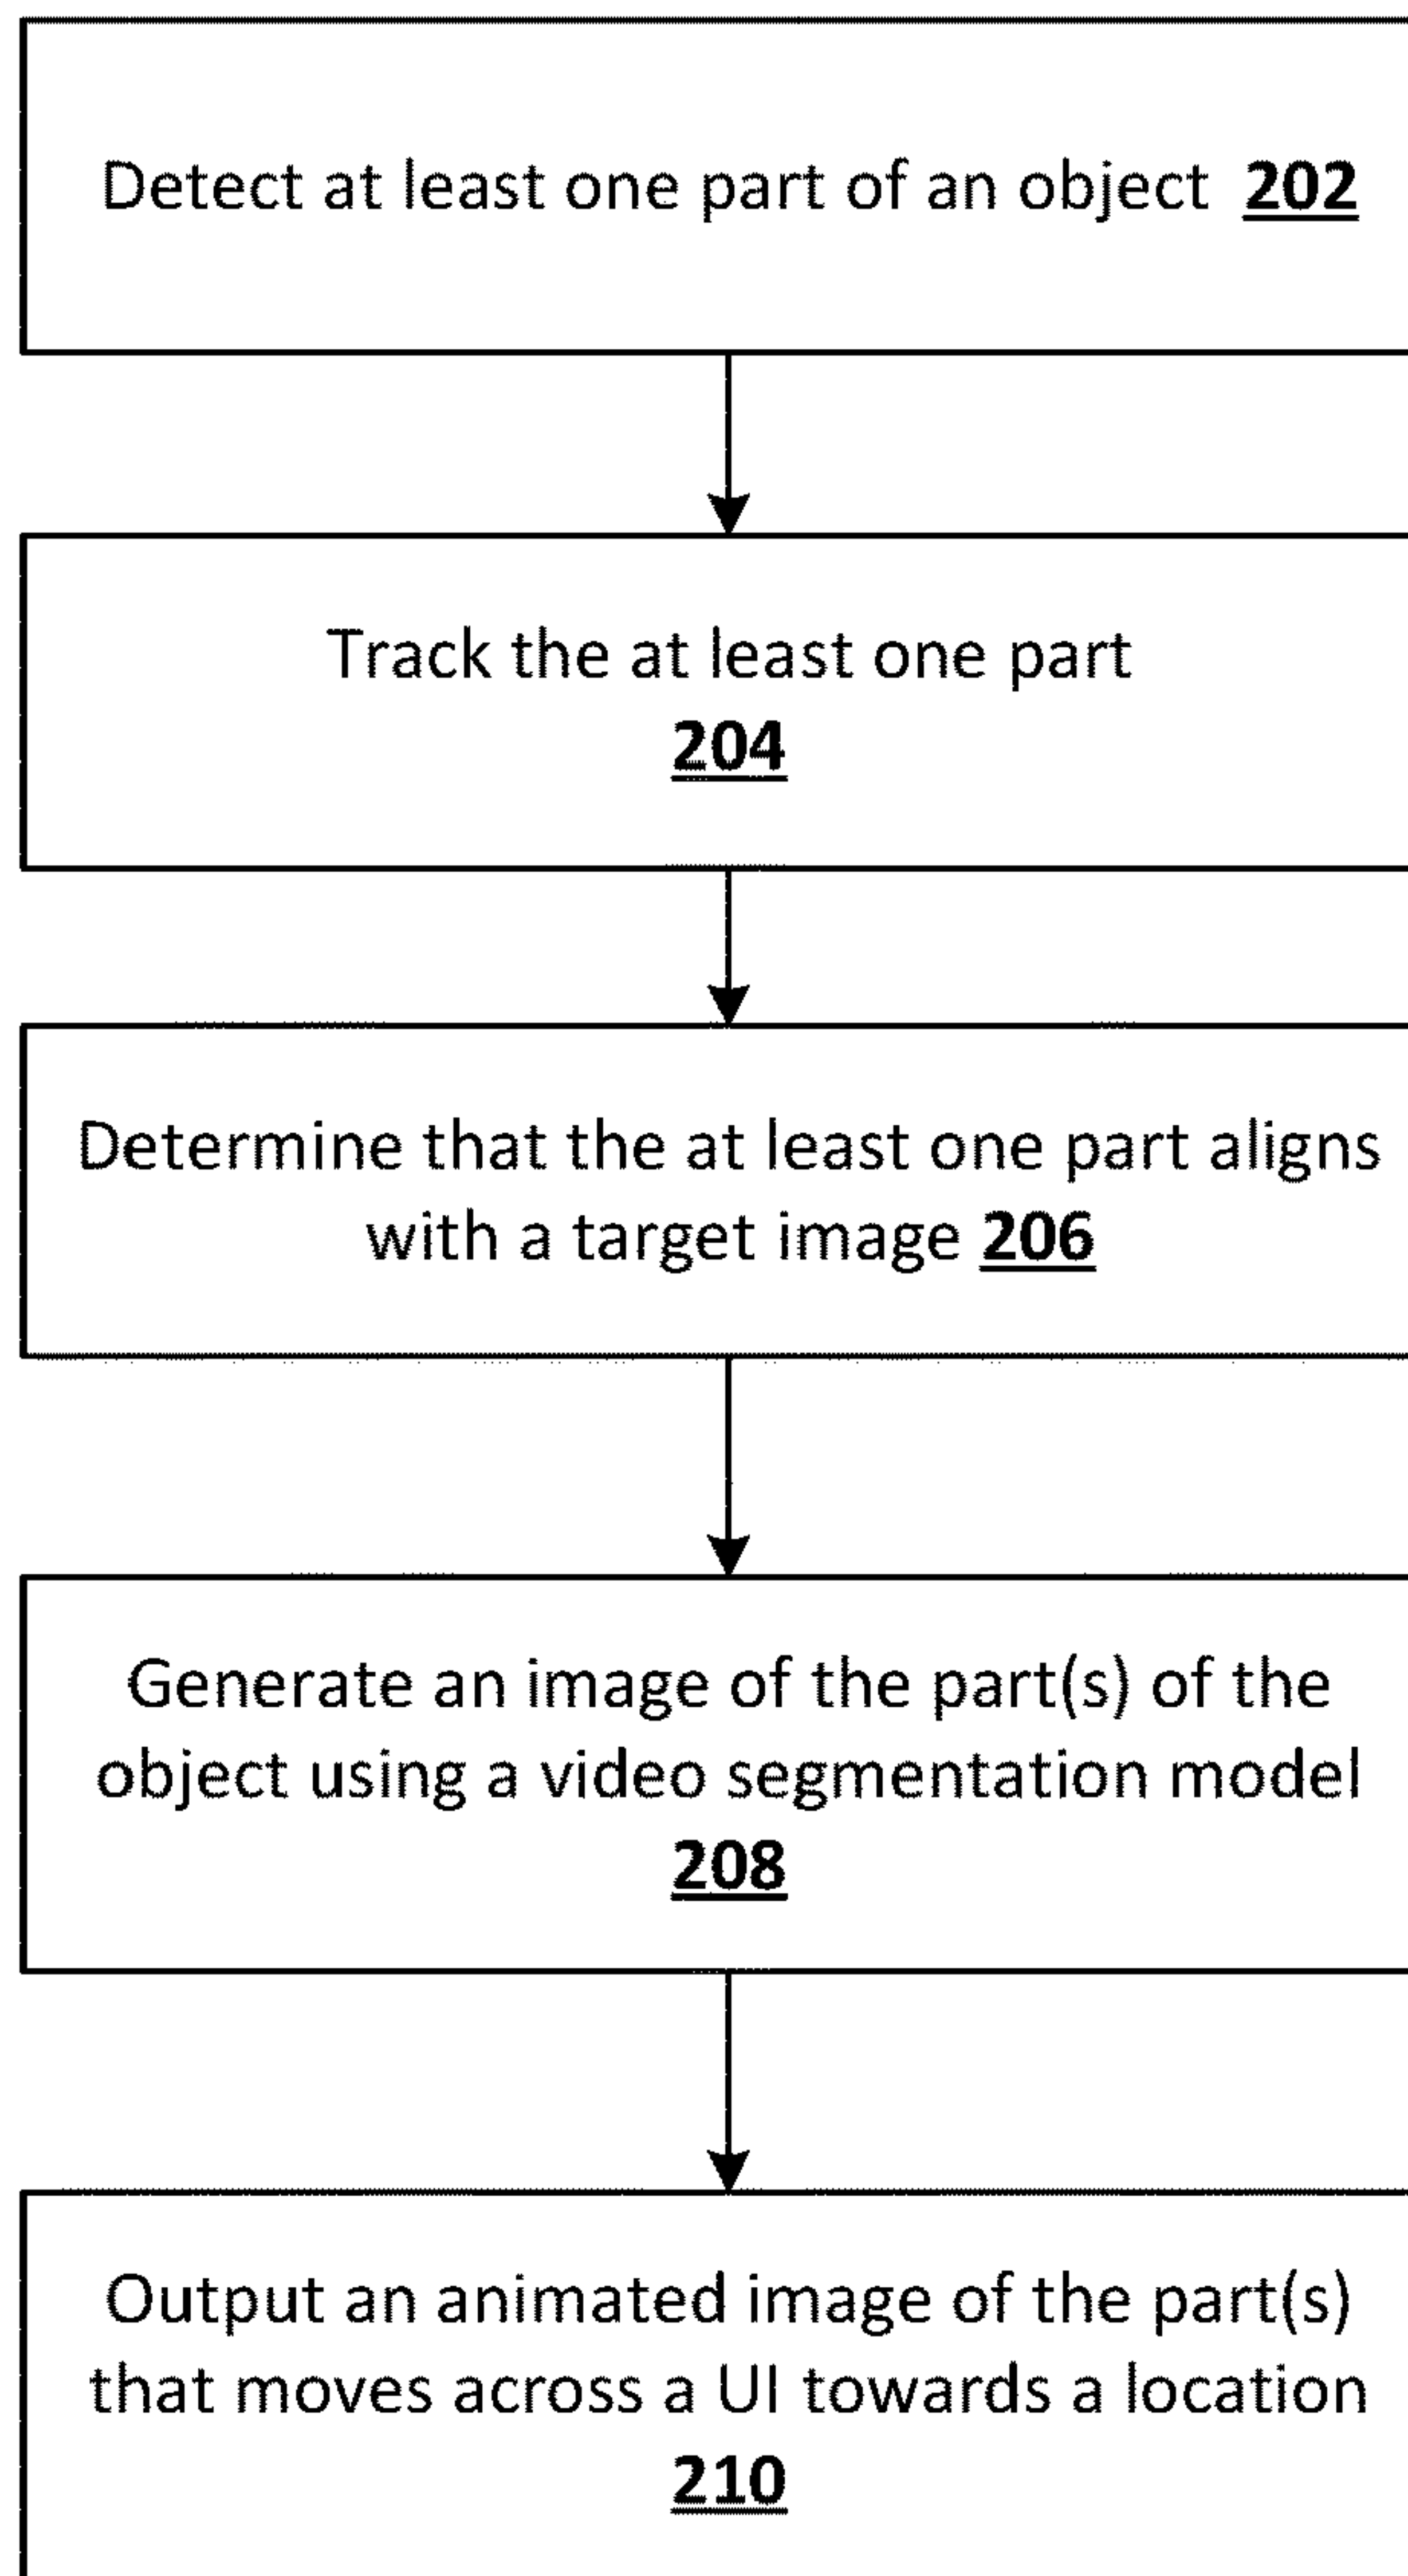 Detect at least one part of an object 202
Track the at least one part
204
Determine that the at least one part aligns
with a target image 206
Generate an image of the part(s) of the
object using a video segmentation model
208
Output an animated image of the part(s)
that moves across a UI towards a location
210